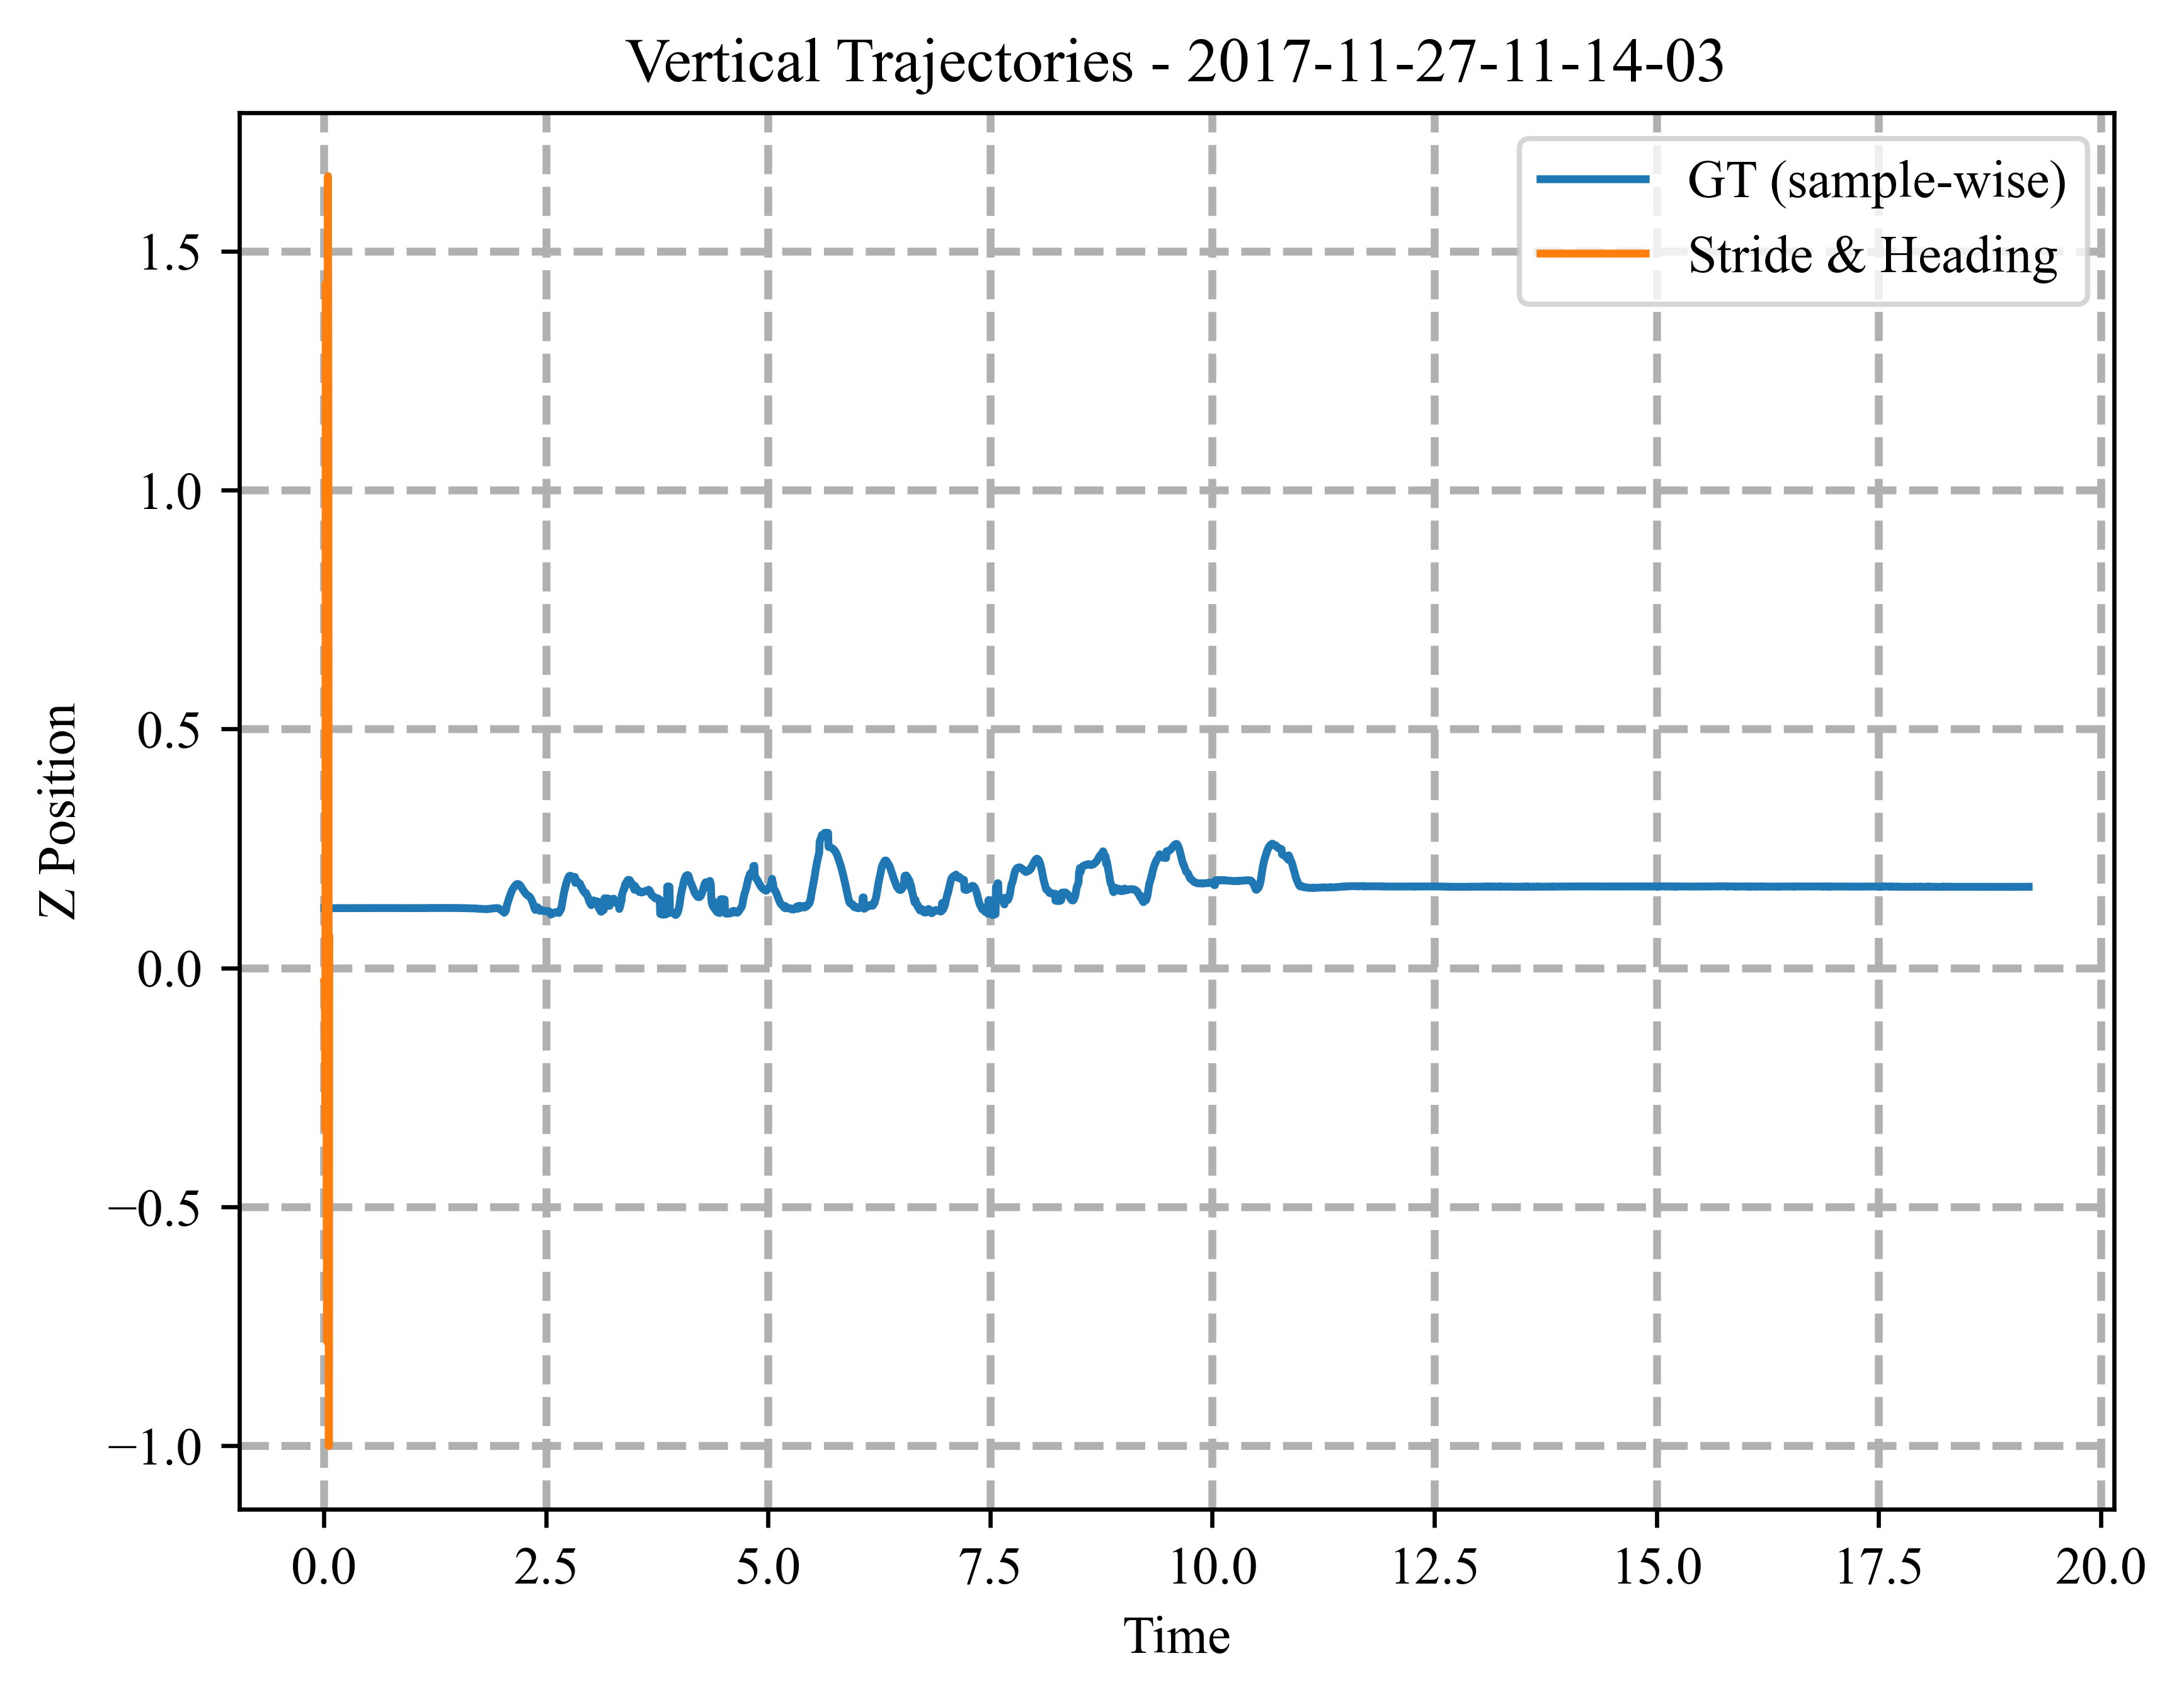 Vertical Trajectories - 2017-11-27-11-14-03
GT (sample-wise)
Stride & Heading
1.5
1.0
0.5
0.0
−0.5
−1.0
Z Position
0.0 2.5 5.0 7.5 10.0 12.5 15.0 17.5 20.0
Time